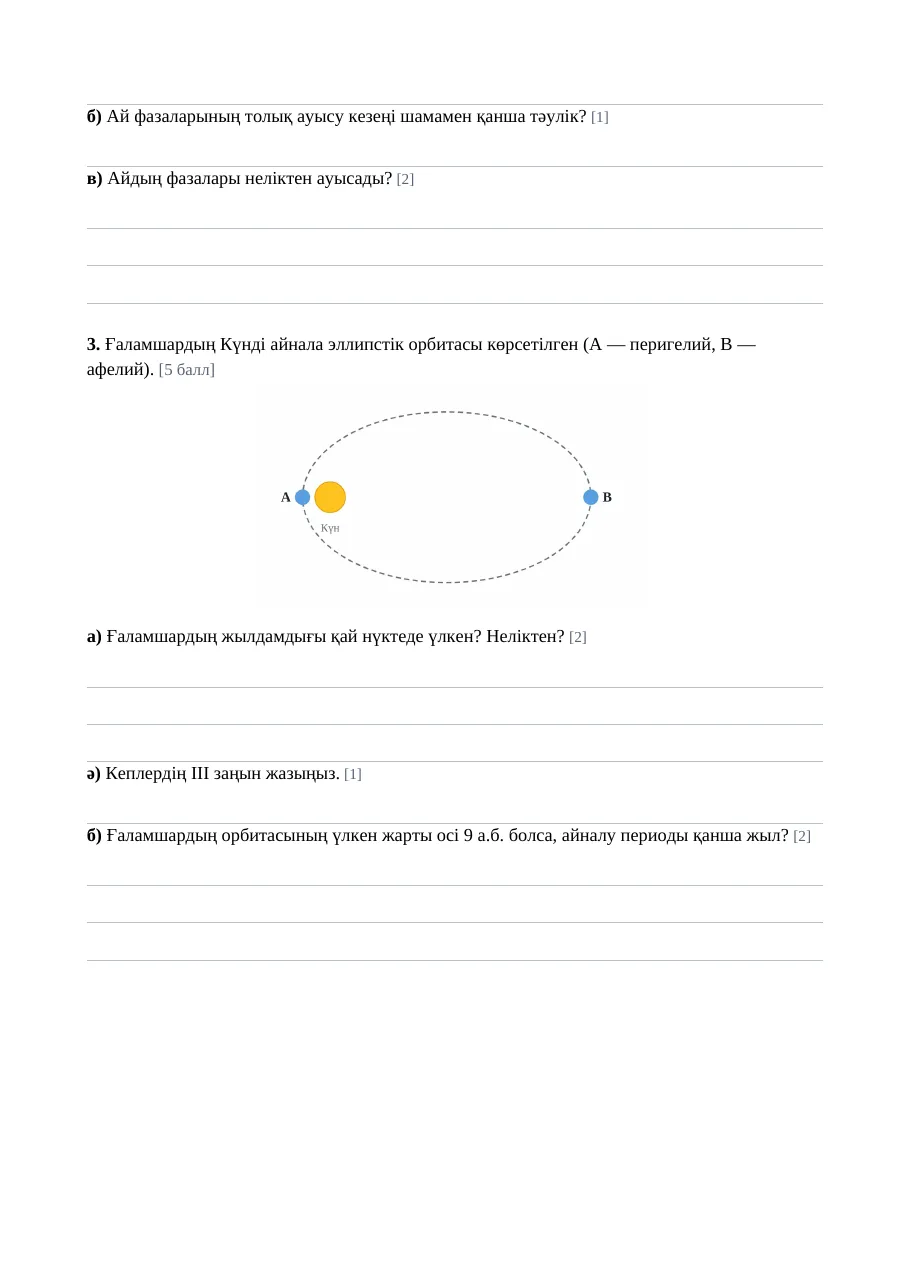 б) Ай фазаларының толық ауысу кезеңі шамамен қанша тәулік? [1]
в) Айдың фазалары неліктен ауысады? [2]
3. Ғаламшардың Күнді айнала эллипстік орбитасы көрсетілген (А — перигелий, В —
афелий). [5 балл]
А
В
Күн
а) Ғаламшардың жылдамдығы қай нүктеде үлкен? Неліктен? [2]
ә) Кеплердің III заңын жазыңыз. [1]
б) Ғаламшардың орбитасының үлкен жарты осі 9 а.б. болса, айналу периоды қанша жыл? [2]